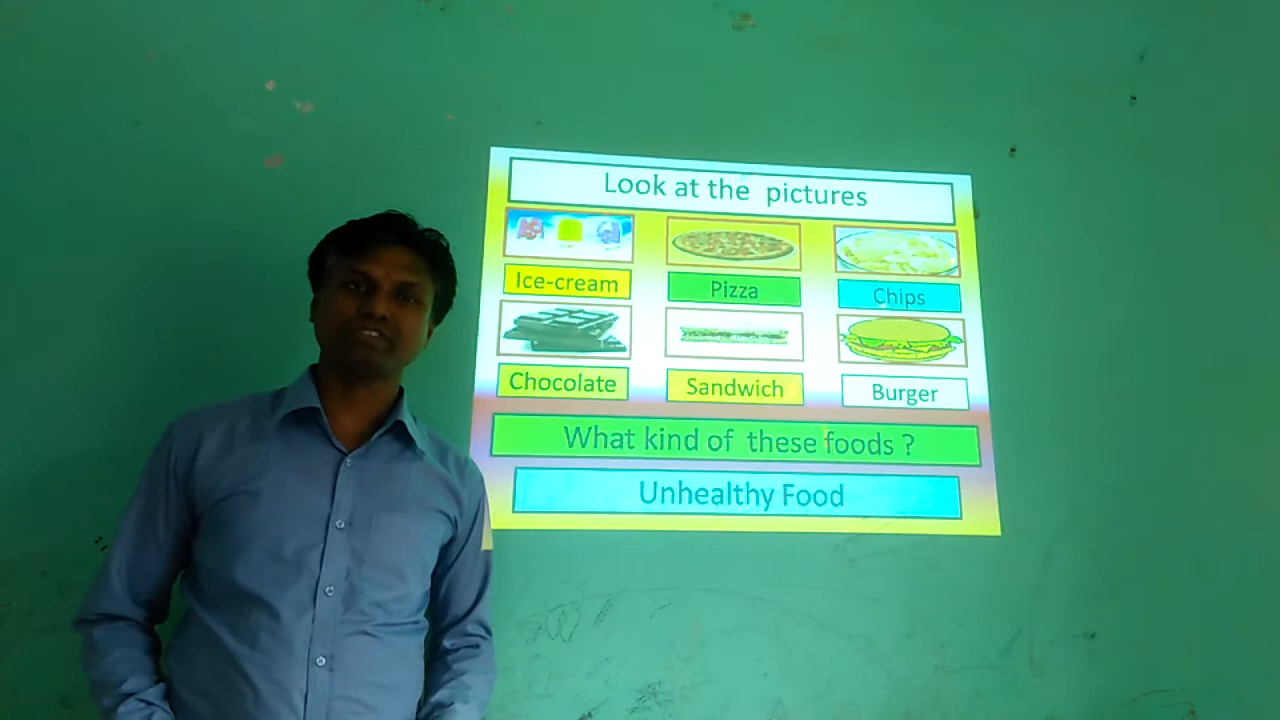 Look at the pictures
Ice-cream Pizza Chips
Chocolate Sandwich Burger
What kind of these foods ?
Unhealthy Food